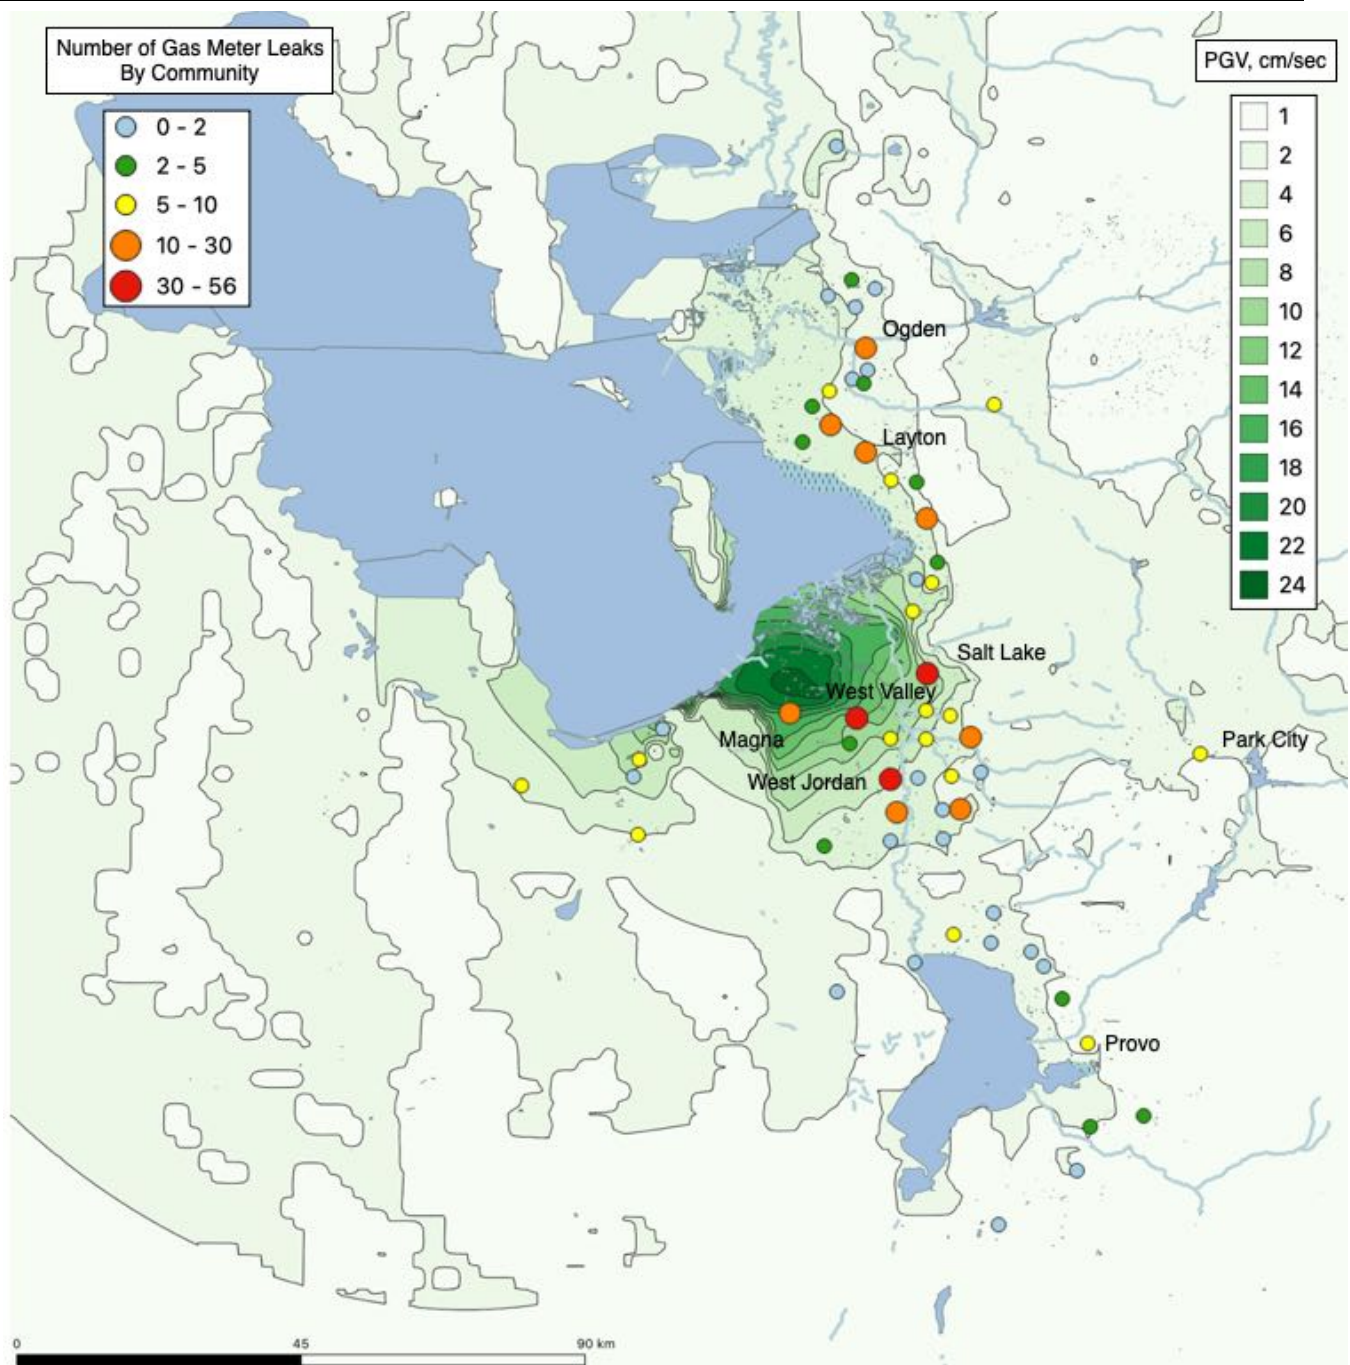 Number of Gas Meter Leaks
By Community
0 - 2
2 - 5
5 - 10
10 - 30
30 - 56
PGV, cm/sec
1
2
4
6
8
10
12
14
16
18
20
22
24
Ogden
Layton
Salt Lake
West Valley
Magna
Park City
West Jordan
Provo
0
45
90 km